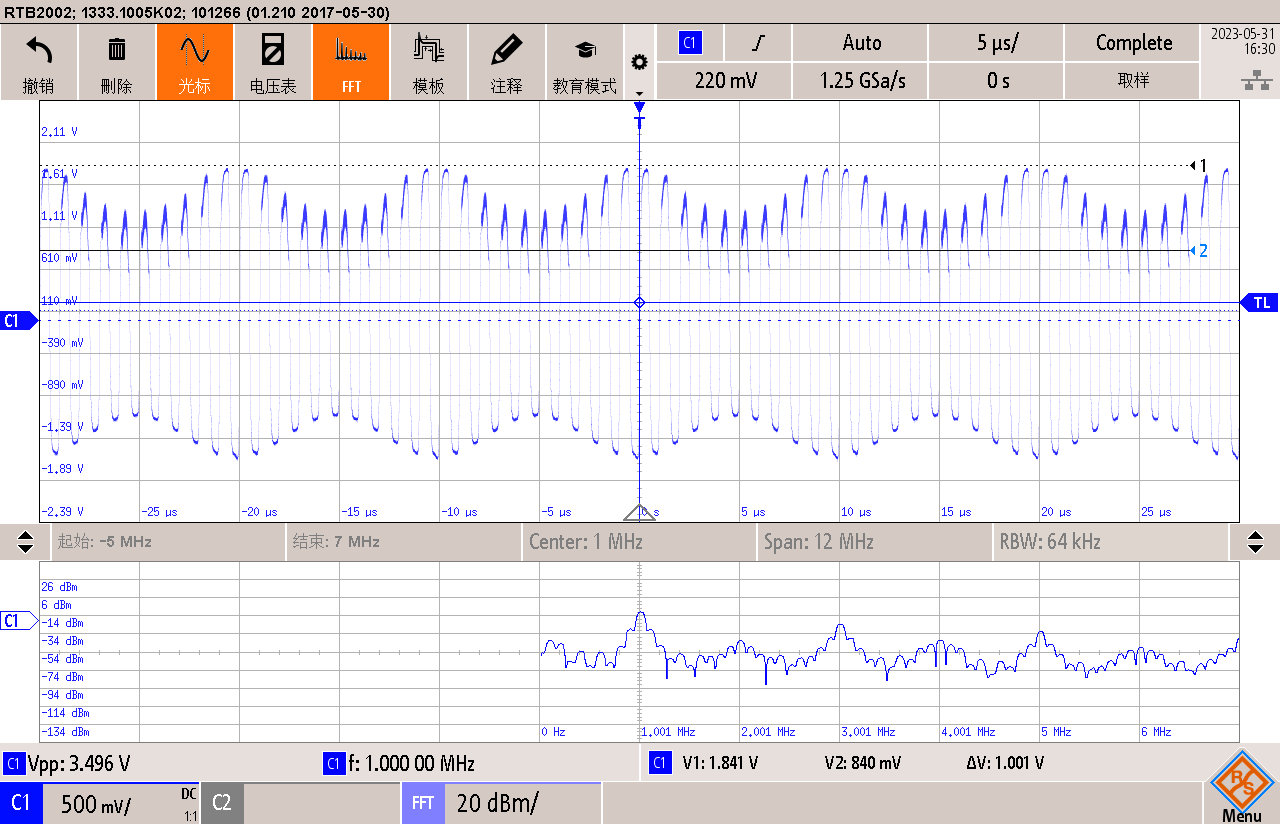 RTB2002; 1333.1005K02; 101266 (01.210 2017-05-30)
撤销
删除
光标
电压表
FFT
模板
注释
教育模式
C1
Auto
5 µs/
Complete
220 mV
1.25 GSa/s
0 s
取样
2023-05-31
16:30
T
2.11 V
1.61 V
1.11 V
610 mV
110 mV
-390 mV
-890 mV
-1.39 V
-1.89 V
-2.39 V
1
2
C1
TL
-25 µs
-20 µs
-15 µs
-10 µs
-5 µs
0 s
5 µs
10 µs
15 µs
20 µs
25 µs
起始: -5 MHz
结束: 7 MHz
Center: 1 MHz
Span: 12 MHz
RBW: 64 kHz
26 dBm
6 dBm
-14 dBm
-34 dBm
-54 dBm
-74 dBm
-94 dBm
-114 dBm
-134 dBm
C1
0 Hz
1.001 MHz
2.001 MHz
3.001 MHz
4.001 MHz
5 MHz
6 MHz
C1 Vpp: 3.496 V
C1 f: 1.000 00 MHz
C1 V1: 1.841 V V2: 840 mV ΔV: 1.001 V
C1 500 mV/ DC 1:1
C2
FFT 20 dBm/
R S
Menu